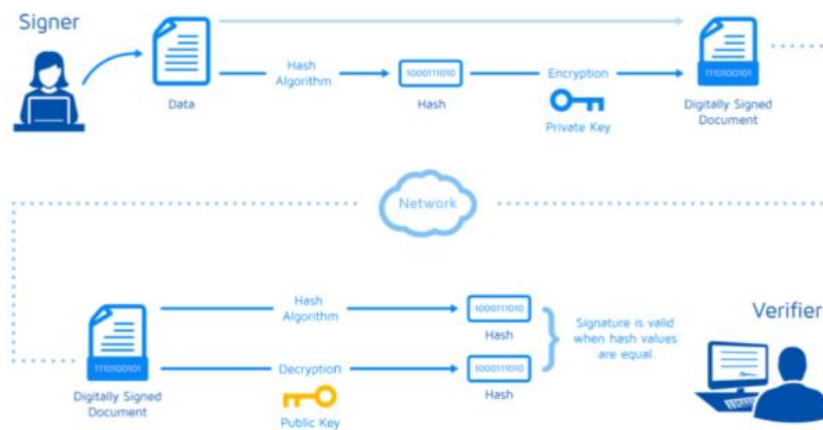 Signer
Data
Hash
Algorithm
1000111010
Hash
Encryption
Private Key
1110100101
Digitally Signed
Document
Network
1110100101
Digitally Signed
Document
Hash
Algorithm
1000111010
Hash
Decryption
Public Key
1000111010
Hash
Signature is valid
when hash values
are equal.
Verifier